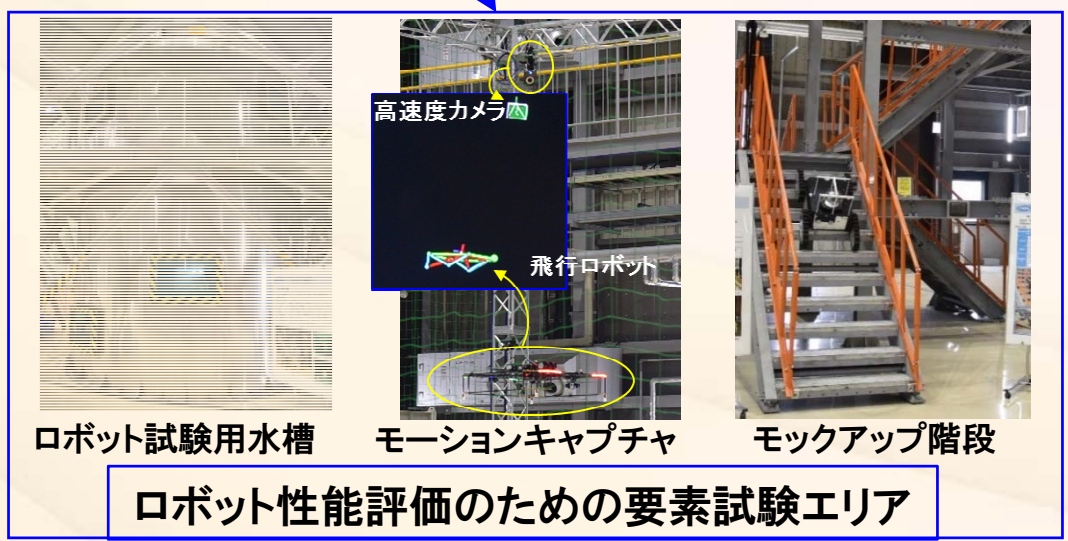 高速度カメラ
飛行ロボット
ロボット試験用水槽
モーションキャプチャ
モックアップ階段
ロボット性能評価のための要素試験エリア